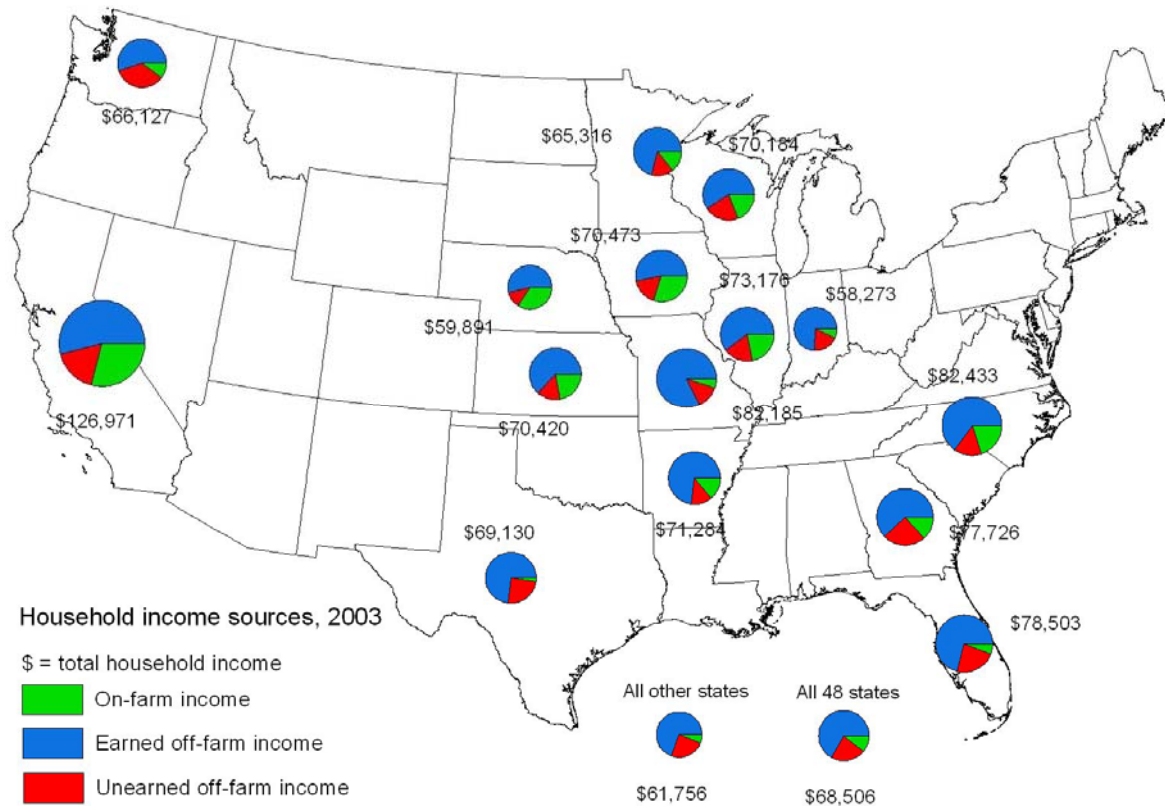 $66,127
$65,316
$70,184
$70,473
$73,176
$58,273
$59,891
$82,433
$126,971
$70,420
$82,185
$69,130
$71,284
$77,726
Household income sources, 2003
$78,503
$ = total household income
All other states
All 48 states
On-farm income
Earned off-farm income
Unearned off-farm income
$61,756
$68,506